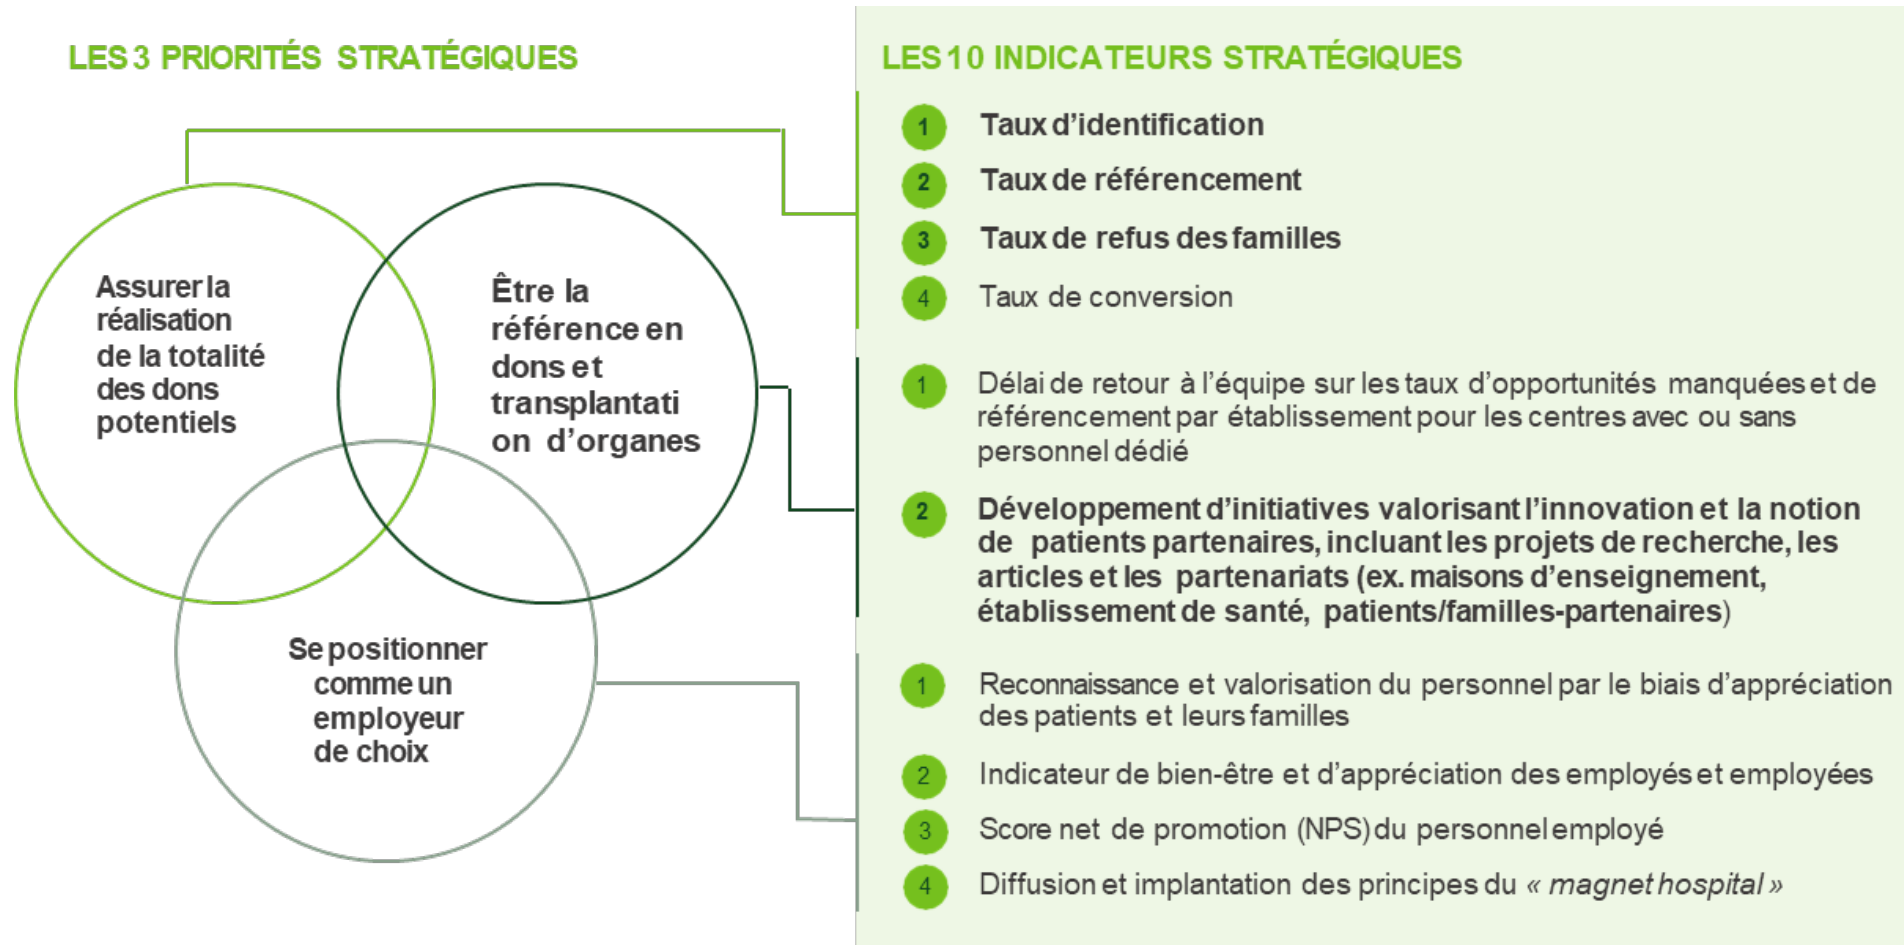 LES 3 PRIORITÉS STRATÉGIQUES
Assurer la
réalisation
de la totalité
des dons
potentiels
Être la
référence en
dons et
transplantati
on d’organes
Se positionner
comme un
employeur
de choix
LES 10 INDICATEURS STRATÉGIQUES
1 Taux d’identification
2 Taux de référencement
3 Taux de refus des familles
4 Taux de conversion
1 Délai de retour à l’équipe sur les taux d’opportunités manquées et de
référencement par établissement pour les centres avec ou sans
personnel dédié
2 Développement d’initiatives valorisant l’innovation et la notion
de patients partenaires, incluant les projets de recherche, les
articles et les partenariats (ex. maisons d’enseignement,
établissement de santé, patients/familles-partenaires)
1 Reconnaissance et valorisation du personnel par le biais d’appréciation
des patients et leurs familles
2 Indicateur de bien-être et d’appréciation des employés et employées
3 Score net de promotion (NPS) du personnel employé
4 Diffusion et implantation des principes du « magnet hospital »